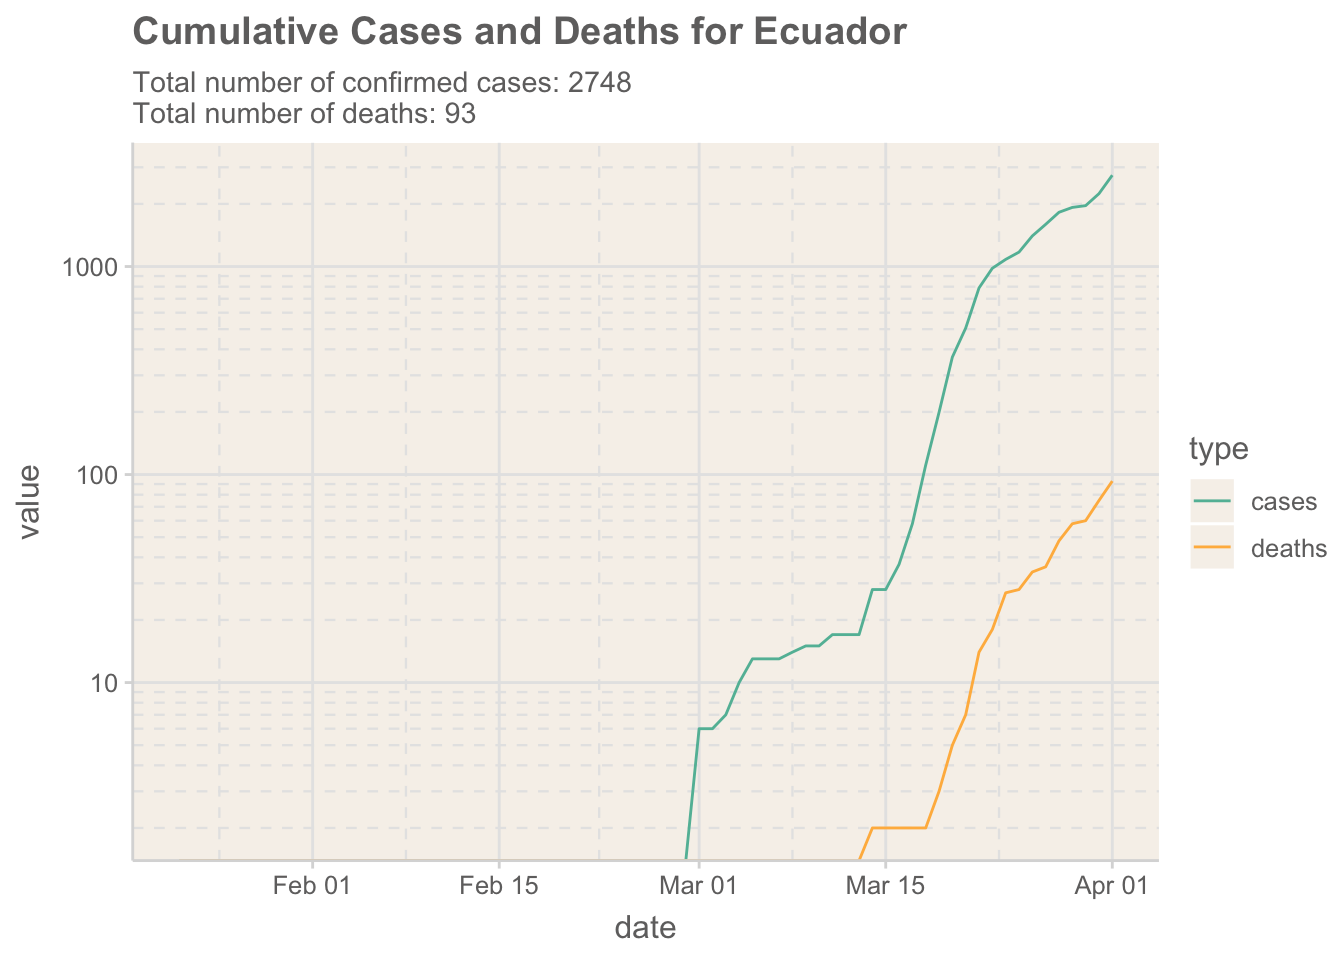 Cumulative Cases and Deaths for Ecuador
Total number of confirmed cases: 2748
Total number of deaths: 93
value
1000
100
10
Feb 01
Feb 15
Mar 01
Mar 15
Apr 01
date
type
cases
deaths